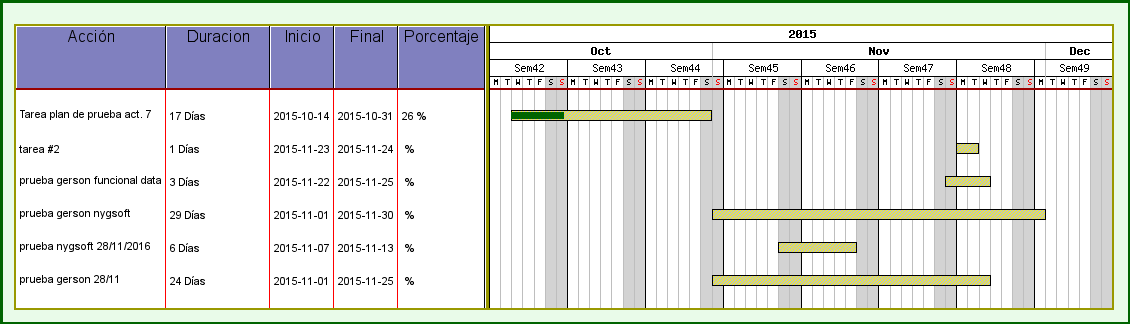 Acción Duracion Inicio Final Porcentaje
2015
Oct Nov Dec
Sem42 Sem43 Sem44 Sem45 Sem46 Sem47 Sem48 Sem49
M T W T F S S M T W T F S S M T W T F S S M T W T F S S M T W T F S S M T W T F S S M T W T F S S M T W T F S S
Tarea plan de prueba act. 7 17 Días 2015-10-14 2015-10-31 26 %
tarea #2 1 Días 2015-11-23 2015-11-24 %
prueba gerson funcional data 3 Días 2015-11-22 2015-11-25 %
prueba gerson nygsoft 29 Días 2015-11-01 2015-11-30 %
prueba nygsoft 28/11/2016 6 Días 2015-11-07 2015-11-13 %
prueba gerson 28/11 24 Días 2015-11-01 2015-11-25 %